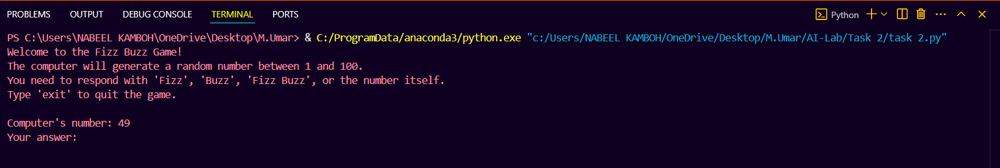 PROBLEMS OUTPUT DEBUG CONSOLE TERMINAL PORTS Python
PS C:\Users\NABEEL KAMBOH\OneDrive\Desktop\M.Umar> & C:/ProgramData/anaconda3/python.exe "c:/Users/NABEEL KAMBOH/OneDrive/Desktop/M.Umar/AI-Lab/Task 2/task 2.py"
Welcome to the Fizz Buzz Game!
The computer will generate a random number between 1 and 100.
You need to respond with 'Fizz', 'Buzz', 'Fizz Buzz', or the number itself.
Type 'exit' to quit the game.
Computer's number: 49
Your answer: